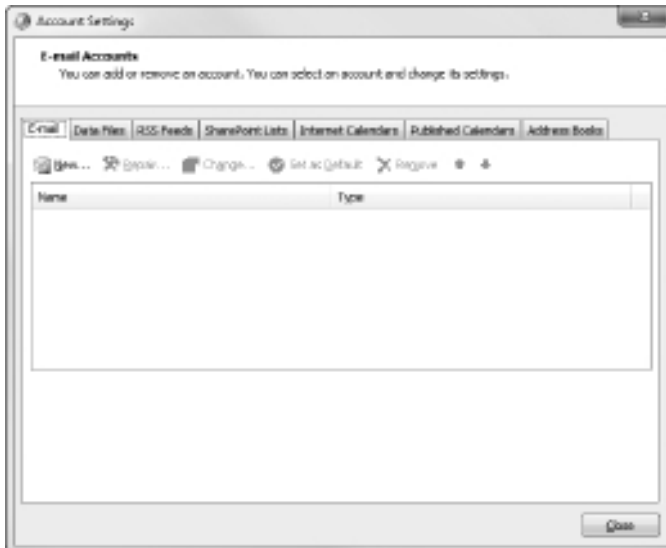 Account Settings
E-mail Accounts
You can add or remove an account. You can select an account and change its settings.
E-mail Data Files RSS Feeds SharePoint Lists Internet Calendars Published Calendars Address Books
New... Repair... Change... Set as Default Remove
Name Type
Close